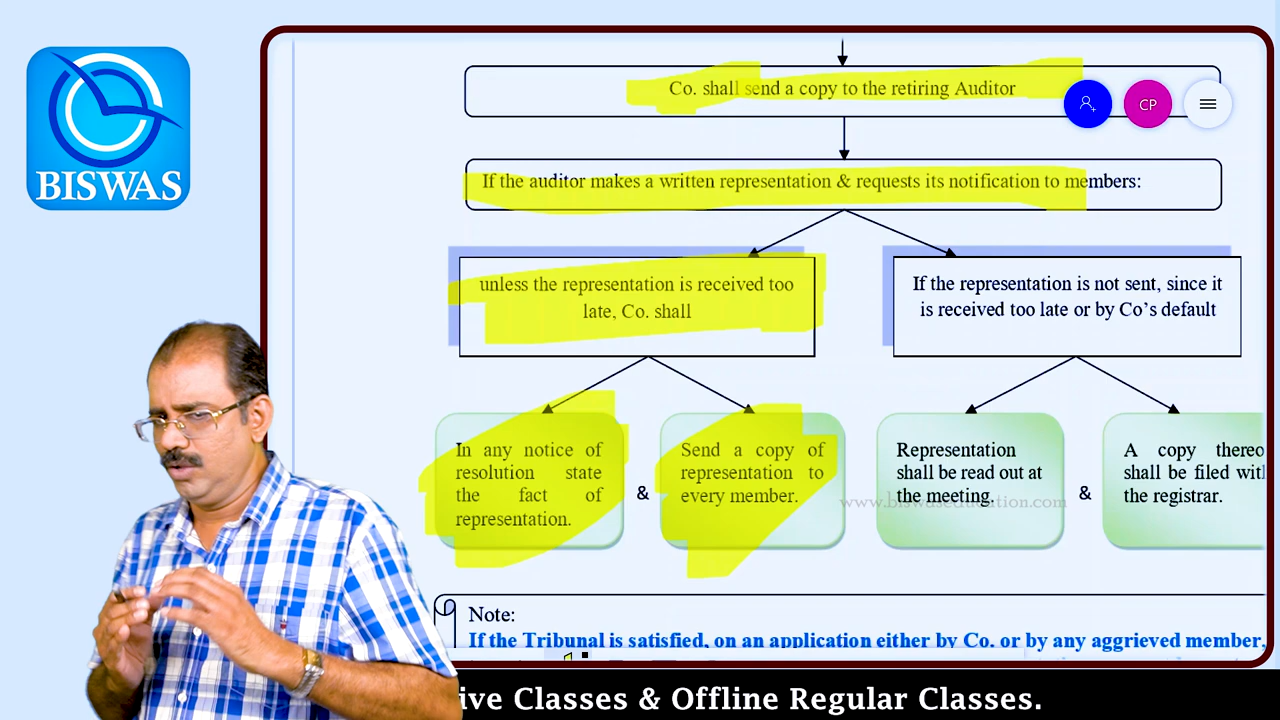 BISWAS
Co. shall send a copy to the retiring Auditor
CP
If the auditor makes a written representation & requests its notification to members:
unless the representation is received too
late, Co. shall
If the representation is not sent, since it
is received too late or by Co's default
In any notice of
resolution state
the fact of
representation.
&
Send a copy of
representation to
every member.
Representation
shall be read out at
the meeting.
&
A copy thereo
shall be filed with
the registrar.
www.biswaseducation.com
Note:
If the Tribunal is satisfied, on an application either by Co. or by any aggrieved member,
ive Classes & Offline Regular Classes.